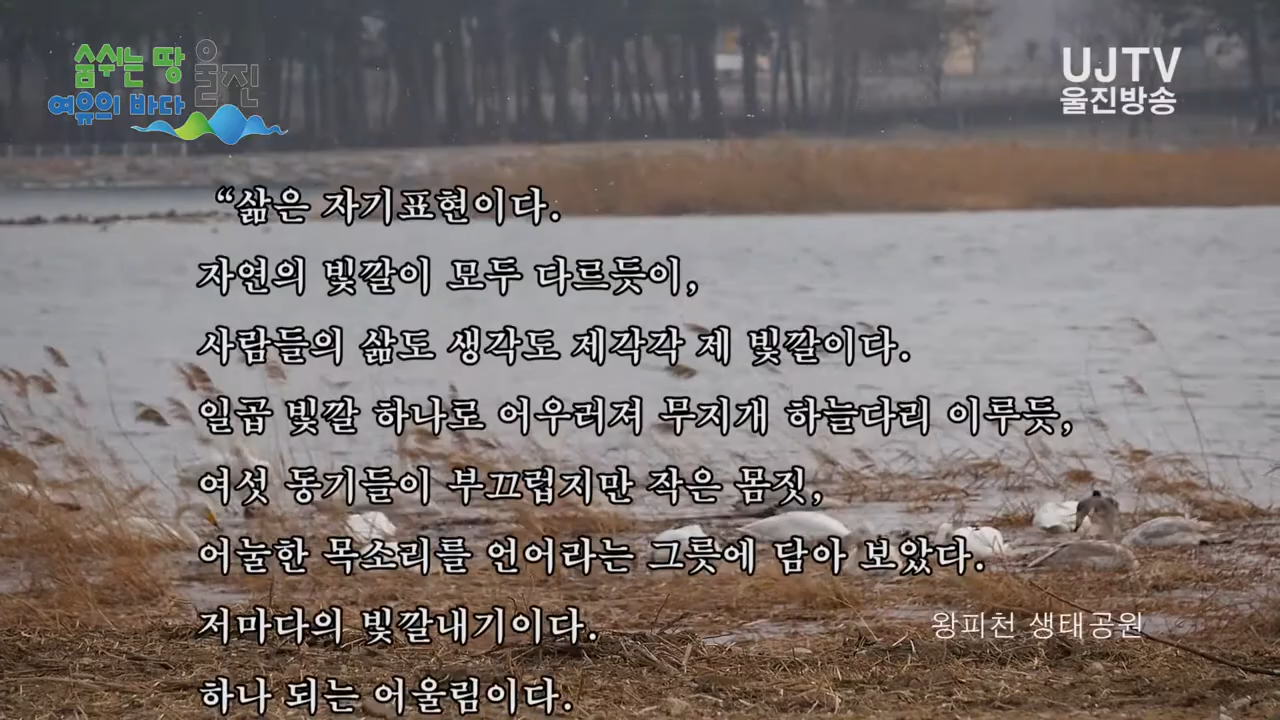 숨쉬는 땅
여유의 바다
울진
UJTV
울진방송
“삶은 자기표현이다.
자연의 빛깔이 모두 다르듯이,
사람들의 삶도 생각도 제각각 제 빛깔이다.
일곱 빛깔 하나로 어우러져 무지개 하늘다리 이루듯,
여섯 동기들이 부끄럽지만 작은 몸짓,
어눌한 목소리를 언어라는 그릇에 담아 보았다.
저마다의 빛깔내기이다.
왕피천 생태공원
하나 되는 어울림이다.